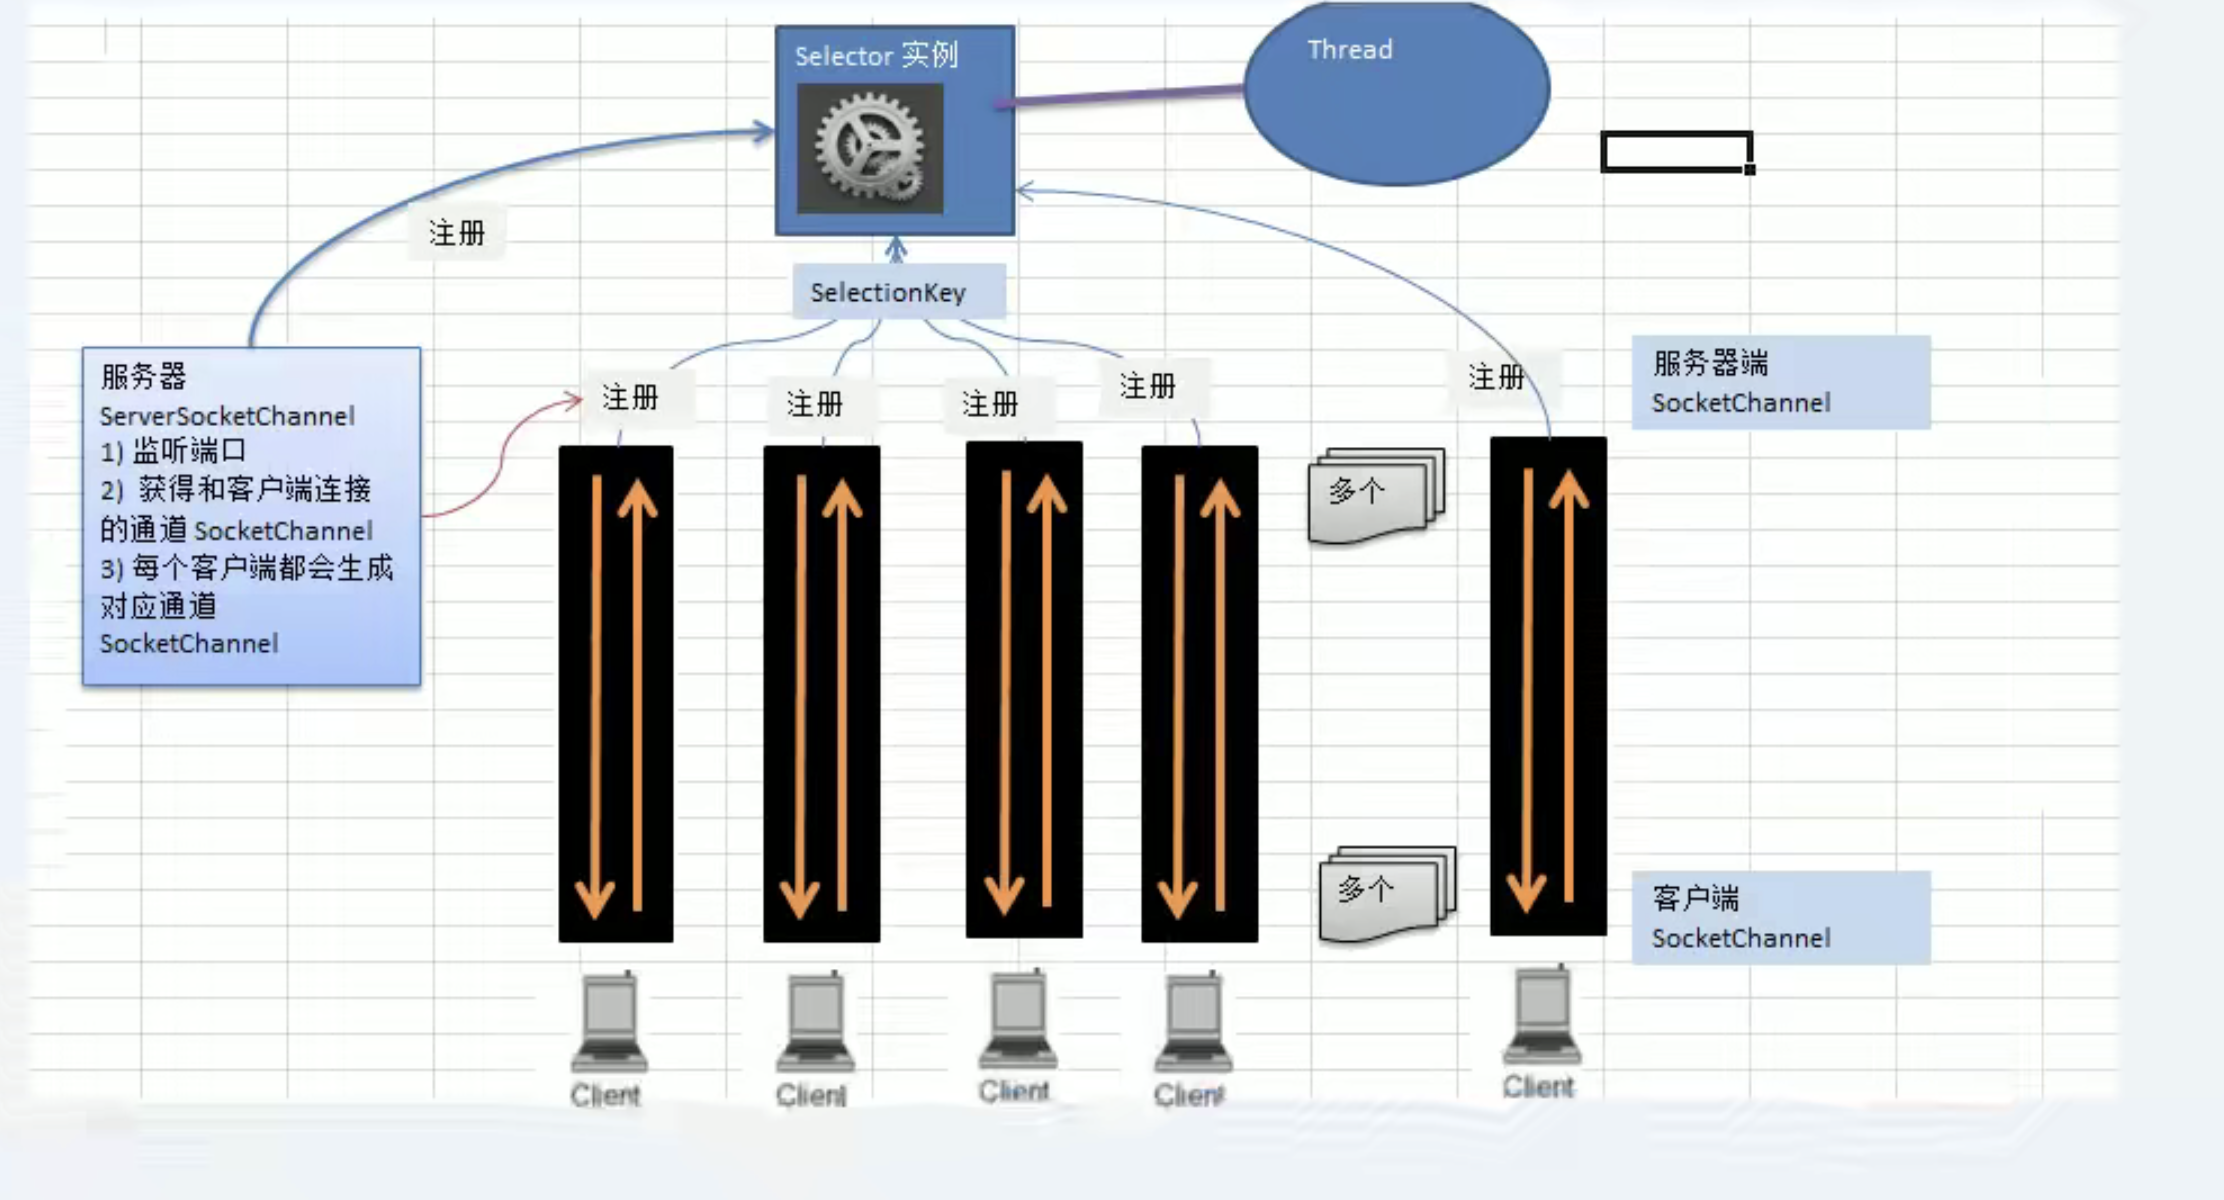 Selector 实例
Thread
注册
SelectionKey
服务器
ServerSocketChannel
1) 监听端口
2) 获得和客户端连接
的通道 SocketChannel
3) 每个客户端都会生成
对应通道
SocketChannel
注册
注册
注册
注册
注册
服务器端
SocketChannel
多个
多个
客户端
SocketChannel
Client
Client
Client
Client
Client